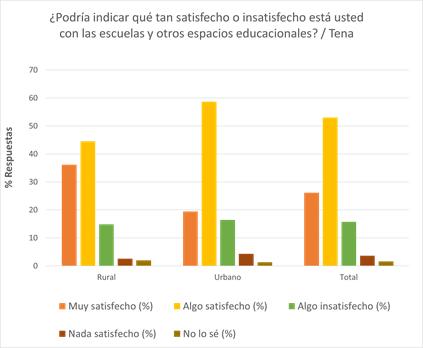 ¿Podría indicar qué tan satisfecho o insatisfecho está usted
con las escuelas y otros espacios educacionales? / Tena
% Respuestas
70
60
50
40
30
20
10
0
Rural Urbano Total
Muy satisfecho (%) Algo satisfecho (%) Algo insatisfecho (%)
Nada satisfecho (%) No lo sé (%)